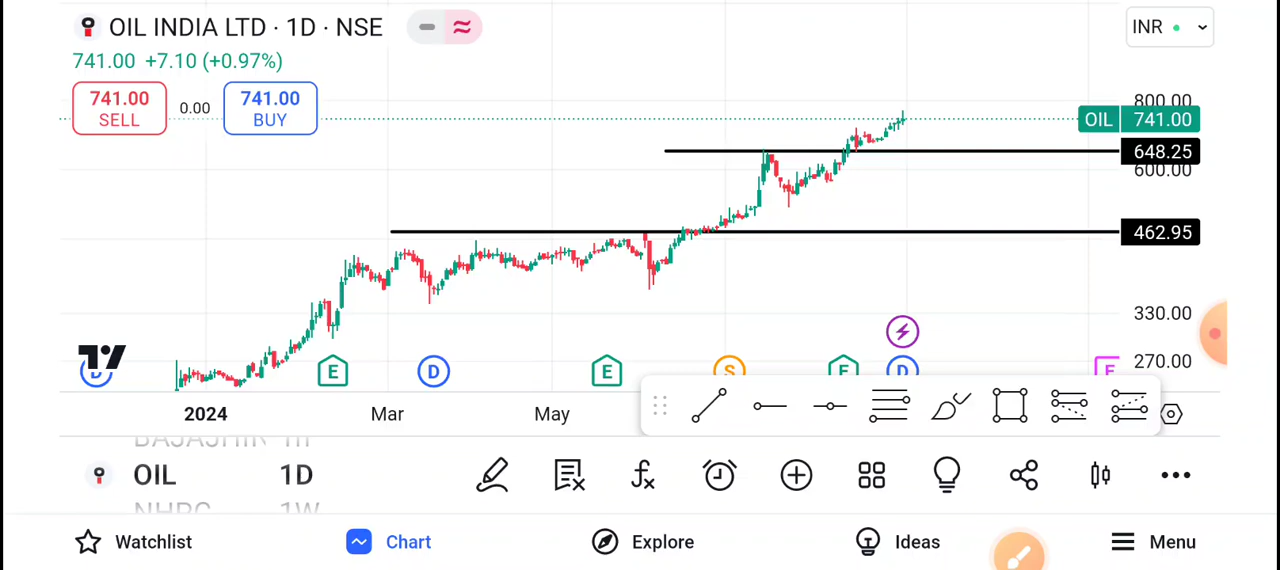 OIL INDIA LTD · 1D · NSE
INR
741.00 +7.10 (+0.97%)
741.00
SELL
0.00
741.00
BUY
800.00
OIL 741.00
648.25
600.00
462.95
330.00
270.00
E
D
E
S
E
D
2024
Mar
May
OIL
1D
1W
Watchlist
Chart
Explore
Ideas
Menu